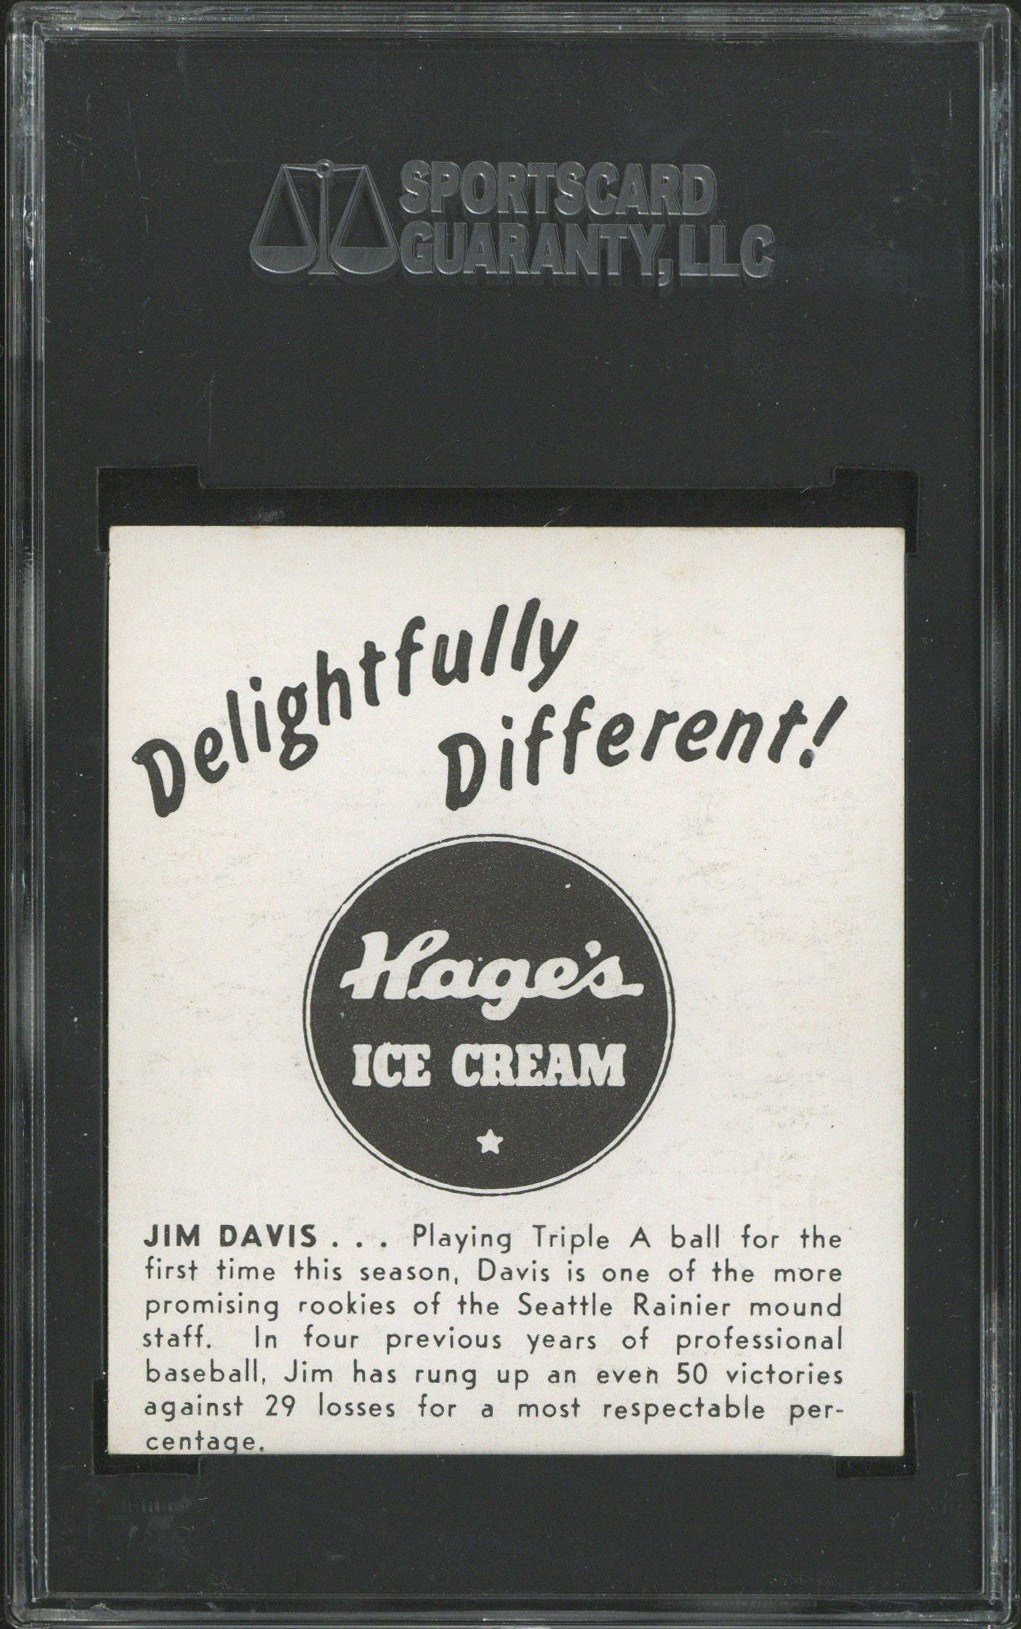 SPORTSCARD
GUARANTY, LLC
Delightfully
Different!
Hage's
ICE CREAM
JIM DAVIS . . . Playing Triple A ball for the
first time this season, Davis is one of the more
promising rookies of the Seattle Rainier mound
staff. In four previous years of professional
baseball, Jim has rung up an even 50 victories
against 29 losses for a most respectable per-
centage.